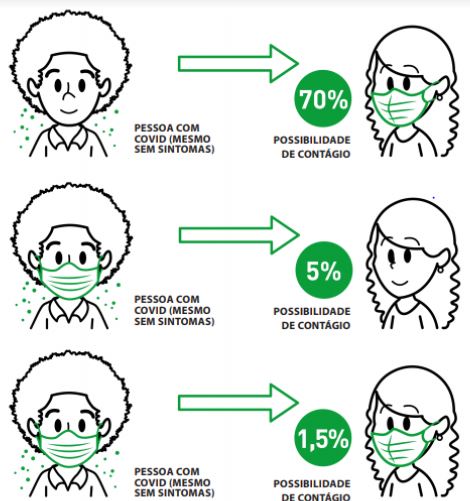 70%
PESSOA COM
COVID (MESMO
SEM SINTOMAS)
POSSIBILIDADE
DE CONTÁGIO
5%
PESSOA COM
COVID (MESMO
SEM SINTOMAS)
POSSIBILIDADE
DE CONTÁGIO
1,5%
PESSOA COM
COVID (MESMO
SEM SINTOMAS)
POSSIBILIDADE
DE CONTÁGIO